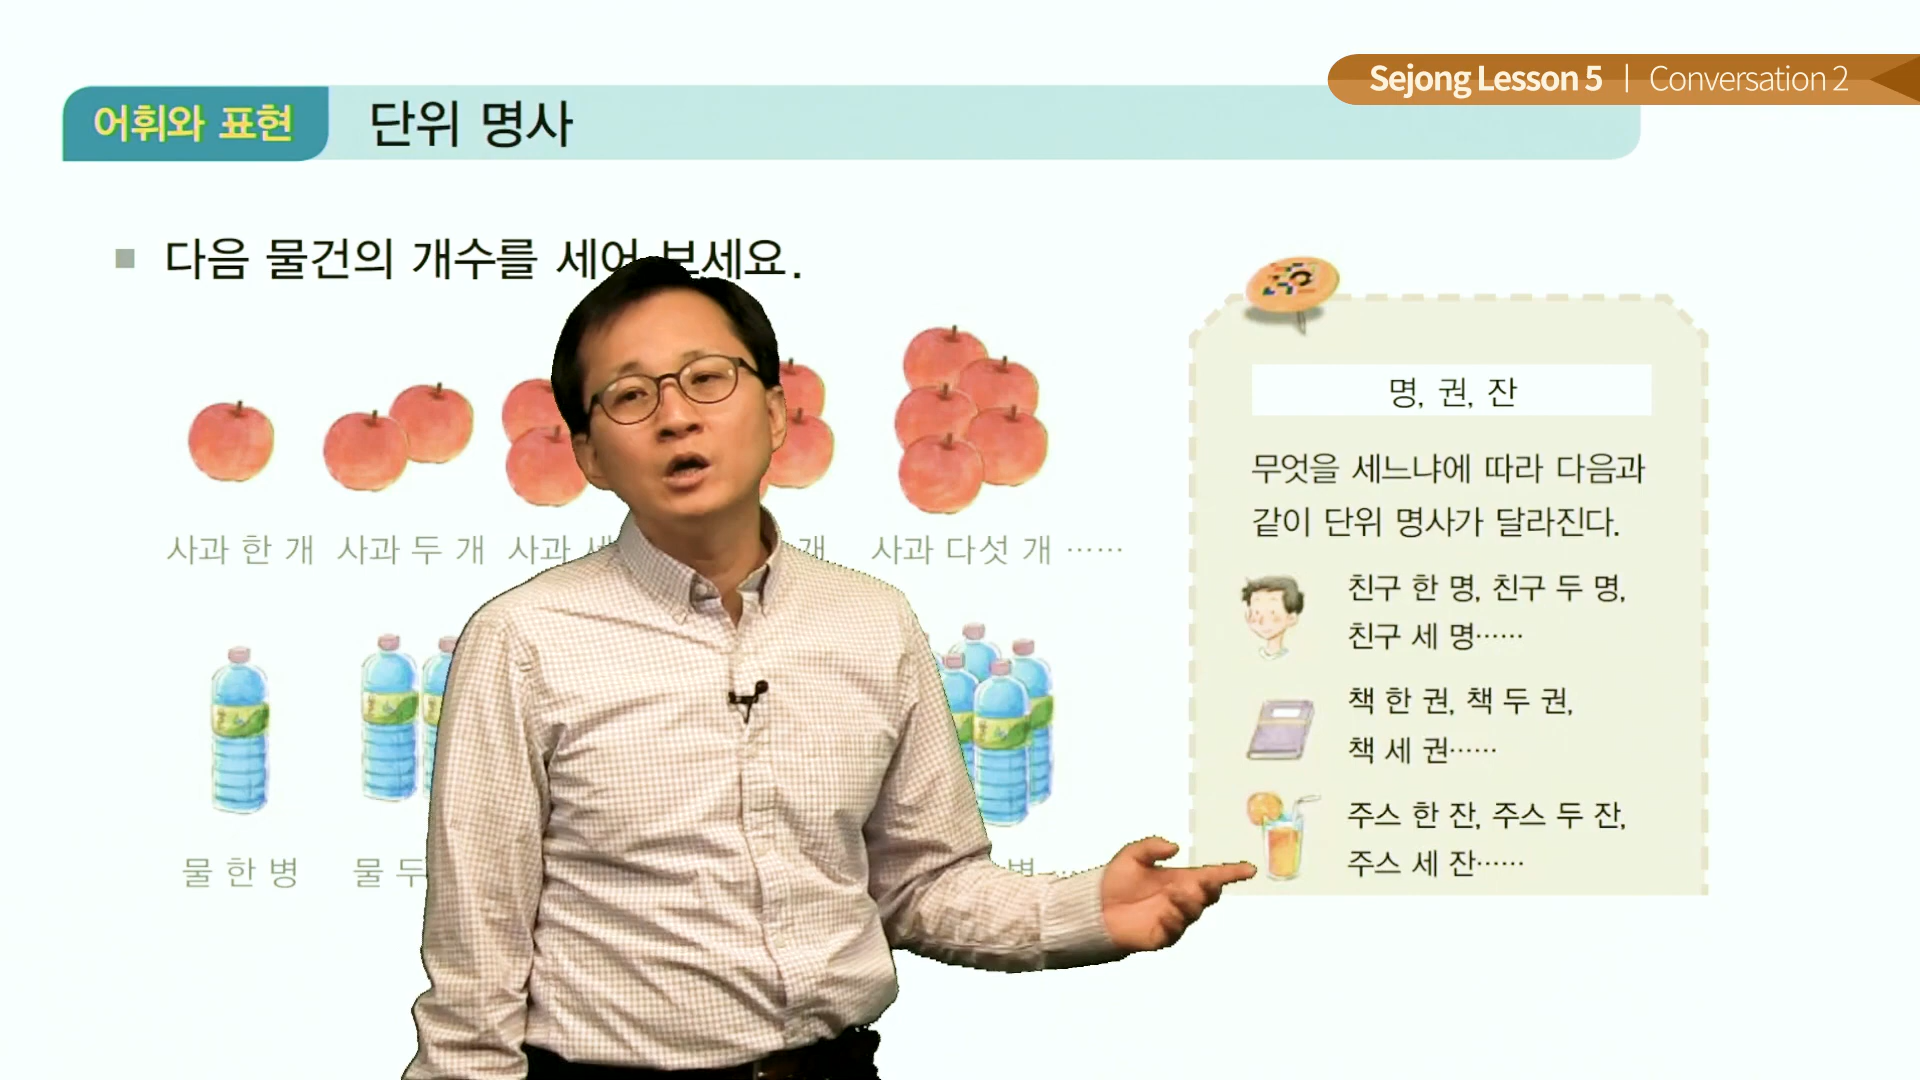 Sejong Lesson 5 | Conversation 2
어휘와 표현 단위 명사
다음 물건의 개수를 세어 보세요.
사과 한 개 사과 두 개 사과 개 사과 다섯 개 ……
물 한 병 물 두 병……
명, 권, 잔
무엇을 세느냐에 따라 다음과
같이 단위 명사가 달라진다.
친구 한 명, 친구 두 명,
친구 세 명……
책 한 권, 책 두 권,
책 세 권……
주스 한 잔, 주스 두 잔,
주스 세 잔……